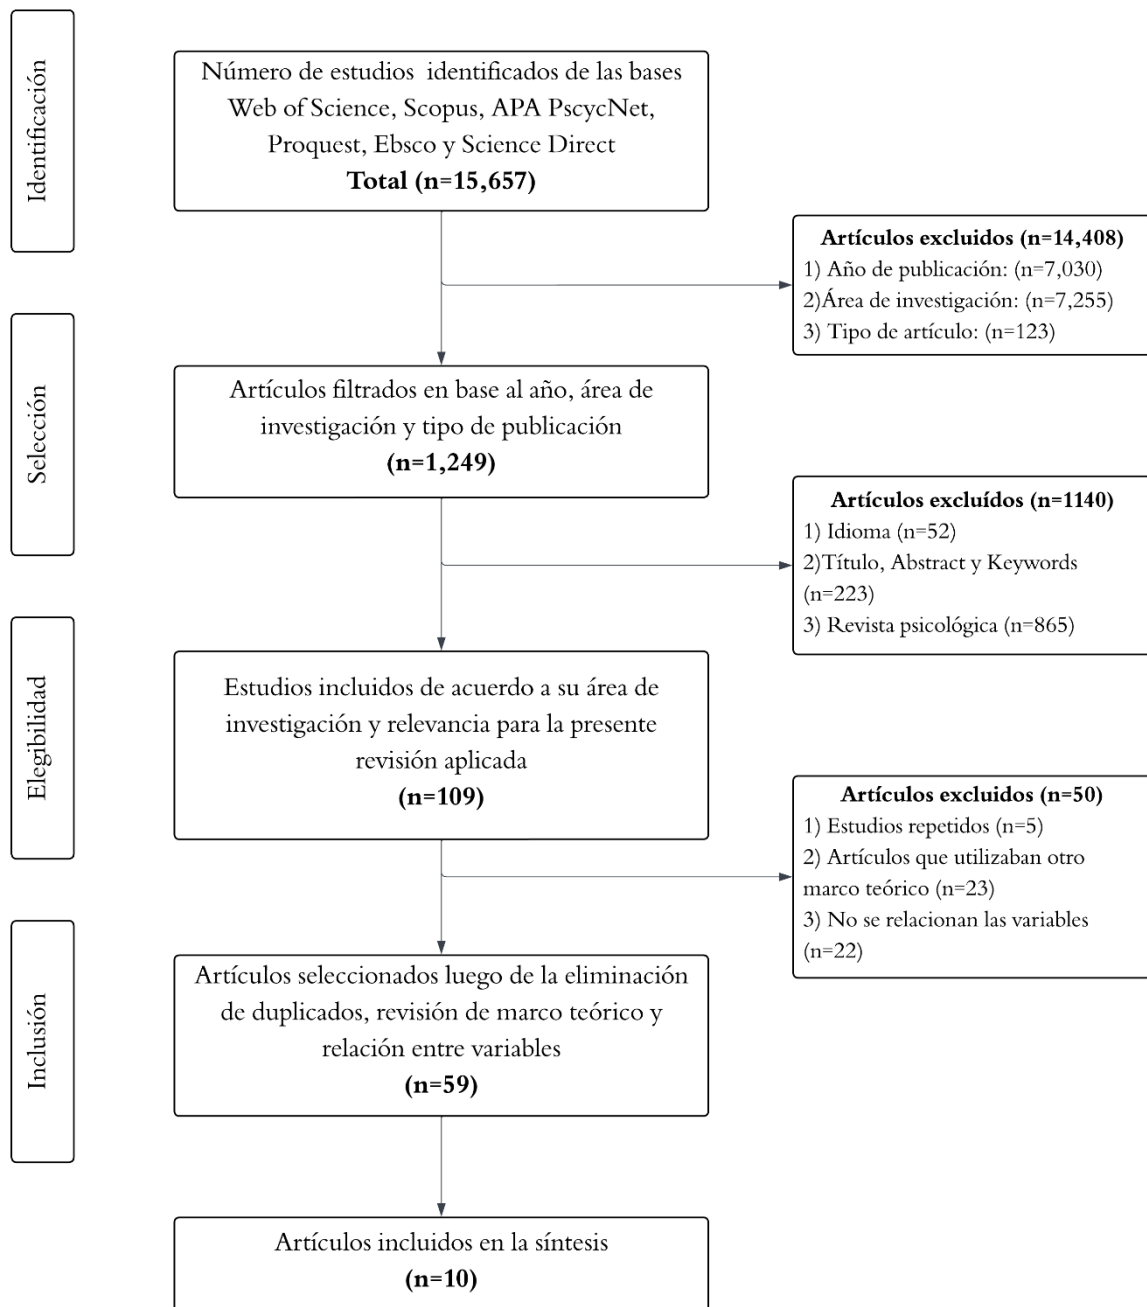 Identificación
Número de estudios identificados de las bases
Web of Science, Scopus, APA PscycNet,
Proquest, Ebsco y Science Direct
Total (n=15,657)
Artículos excluidos (n=14,408)
1) Año de publicación: (n=7,030)
2)Área de investigación: (n=7,255)
3) Tipo de artículo: (n=123)
Selección
Artículos filtrados en base al año, área de
investigación y tipo de publicación
(n=1,249)
Artículos excluídos (n=1140)
1) Idioma (n=52)
2)Título, Abstract y Keywords
(n=223)
3) Revista psicológica (n=865)
Elegibilidad
Estudios incluidos de acuerdo a su área de
investigación y relevancia para la presente
revisión aplicada
(n=109)
Artículos excluidos (n=50)
1) Estudios repetidos (n=5)
2) Artículos que utilizaban otro
marco teórico (n=23)
3) No se relacionan las variables
(n=22)
Inclusión
Artículos seleccionados luego de la eliminación
de duplicados, revisión de marco teórico y
relación entre variables
(n=59)
Artículos incluidos en la síntesis
(n=10)